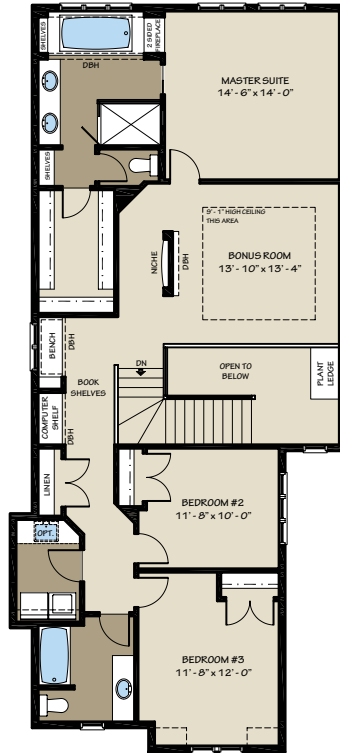 SHELVES
2 SIDED
FIREPLACE
DBH
MASTER SUITE
14' - 6" x 14' - 0"
SHELVES
9' - 1" HIGH CEILING
THIS AREA
NICHE
DBH
BONUS ROOM
13' - 10" x 13' - 4"
BENCH
DBH
DN
OPEN TO
BELOW
PLANT
LEDGE
BOOK
SHELVES
COMPUTER
SHELF
DBH
LINEN
BEDROOM #2
11' - 8" x 10' - 0"
OPT.
BEDROOM #3
11' - 8" x 12' - 0"